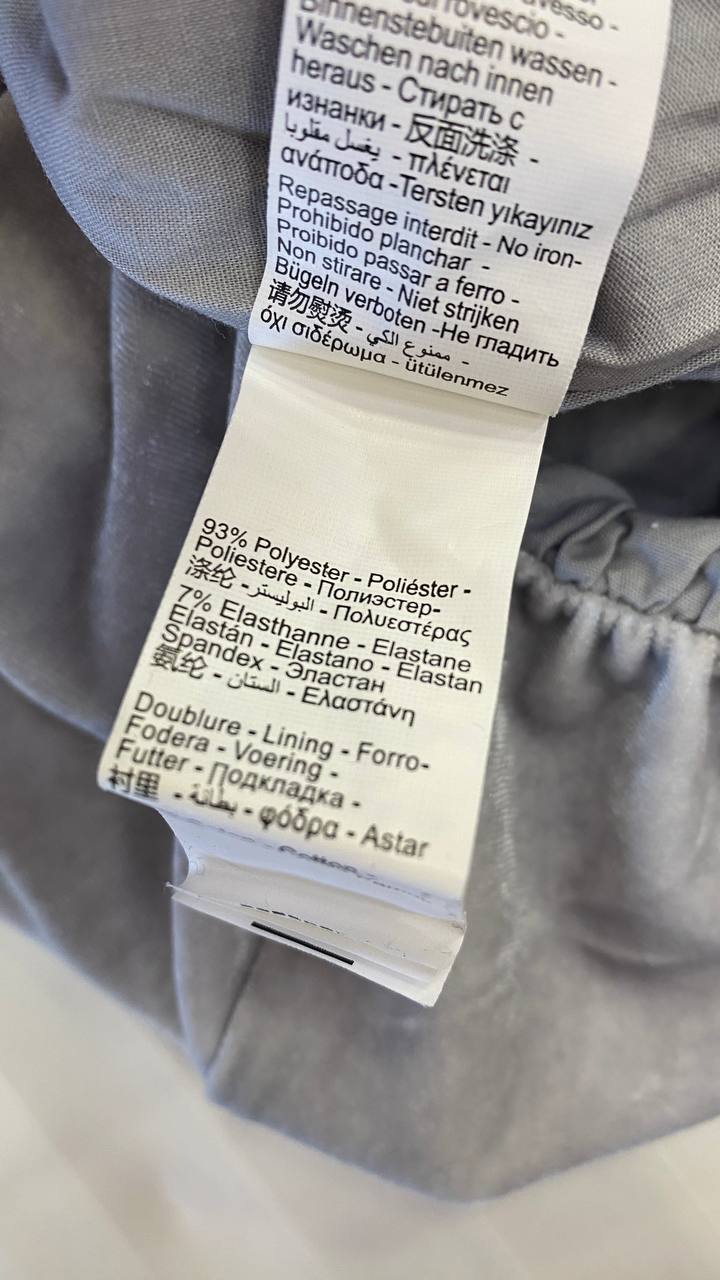 rovescio -
Binnenstebuiten wassen -
Waschen nach innen
heraus - Стирать с
изнанки - 反面洗涤 -
يغسل مقلوبا - πλένεται
ανάποδα -Tersten yıkayınız
Repassage interdit - No iron-
Prohibido planchar -
Proibido passar a ferro -
Non stirare - Niet strijken
Bügeln verboten -Не гладить
请勿熨烫 - ممنوع الكي -
όχι σιδέρωμα - ütülenmez
93% Polyester - Poliéster -
Poliestere - Полиэстер-
涤纶 - البوليستر - Πολυεστέρας
7% Elasthanne - Elastane
Elastán - Elastano - Elastan
Spandex - Эластан
氨纶 - الستان - Ελαστάνη
Doublure - Lining - Forro-
Fodera - Voering -
Futter - Подкладка -
衬里 - بطانة - φόδρα - Astar